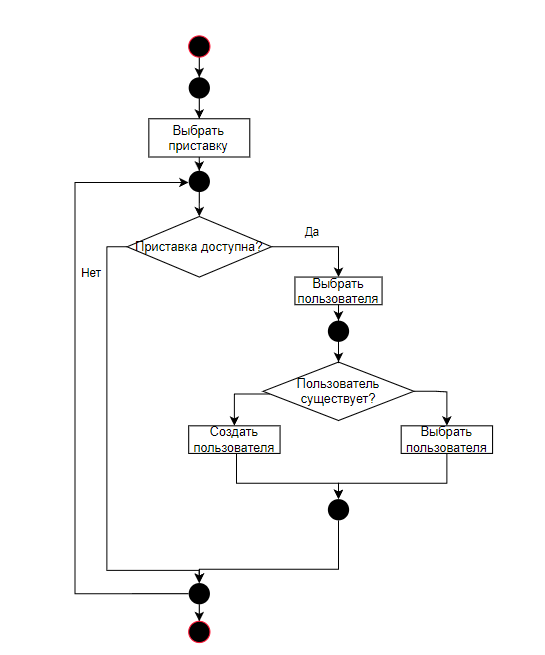 Выбрать
приставку
Приставка доступна?
Да
Нет
Выбрать
пользователя
Пользователь
существует?
Создать
пользователя
Выбрать
пользователя